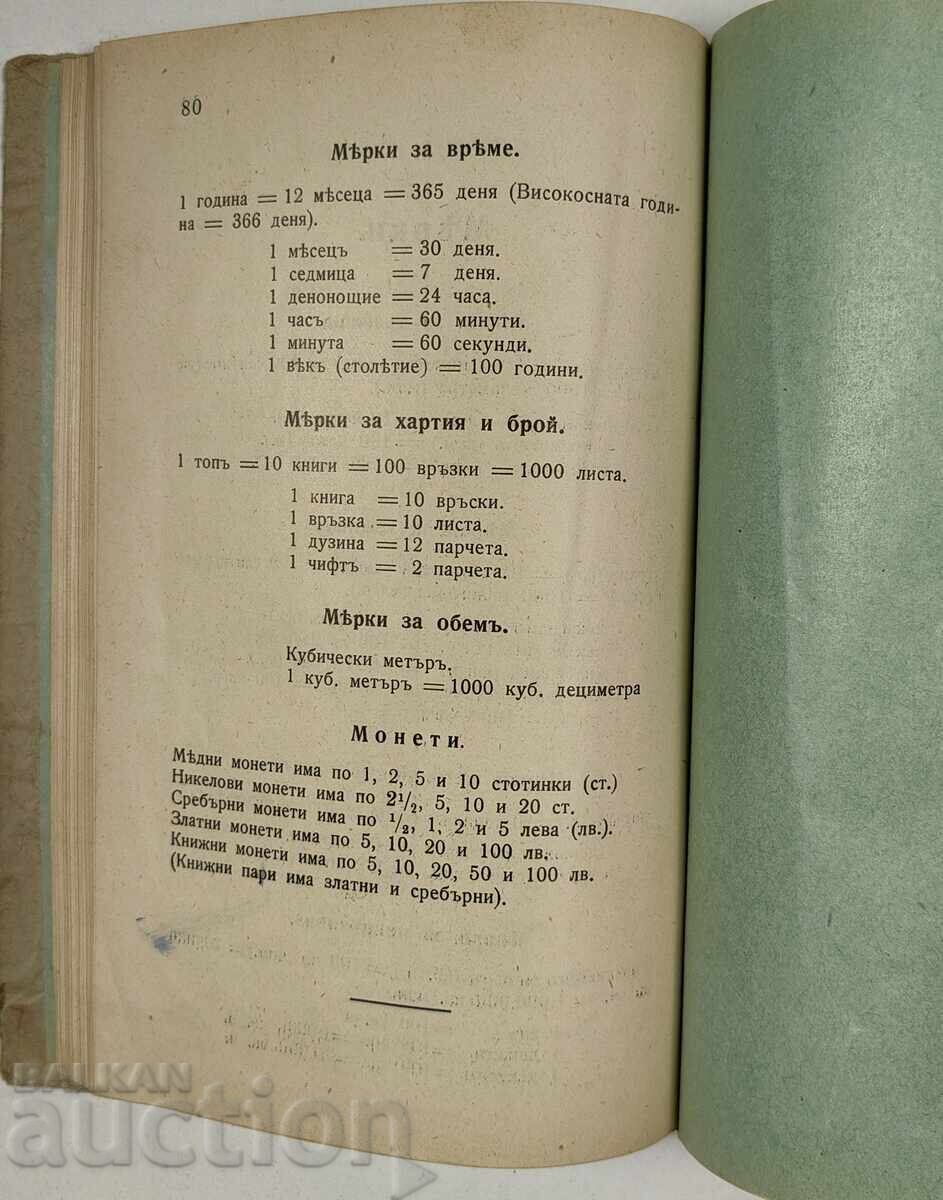 80
Мѣрки за врѣме.
1 година = 12 мѣсеца = 365 деня (Високосната годи-
на = 366 деня).
1 мѣсецъ = 30 деня.
1 седмица = 7 деня.
1 денонощие = 24 часа.
1 часъ = 60 минути.
1 минута = 60 секунди.
1 вѣкъ (столѣтие) = 100 години.
Мѣрки за хартия и брой.
1 топъ = 10 книги = 100 връзки = 1000 листа.
1 книга = 10 връски.
1 връзка = 10 листа.
1 дузина = 12 парчета.
1 чифтъ = 2 парчета.
Мѣрки за обемъ.
Кубически метъръ.
1 куб. метъръ = 1000 куб. дециметра
Монети.
Мѣдни монети има по 1, 2, 5 и 10 стотинки (ст.)
Никелови монети има по 2½, 5, 10 и 20 ст.
Сребърни монети има по ½, 1, 2 и 5 лева (лв.).
Златни монети има по 5, 10, 20 и 100 лв.
Книжни монети има по 5, 10, 20, 50 и 100 лв.
(Книжни пари има златни и сребърни).
BALKAN
auction